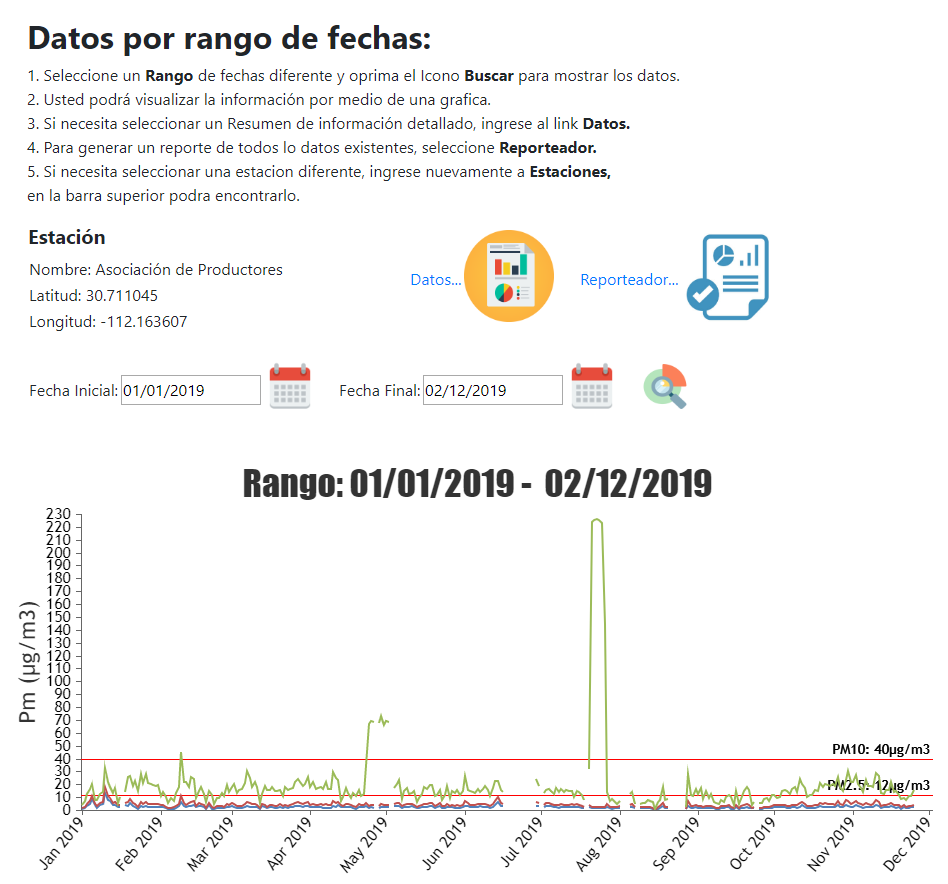 Datos por rango de fechas:
1. Seleccione un Rango de fechas diferente y oprima el Icono Buscar para mostrar los datos.
2. Usted podrá visualizar la información por medio de una grafica.
3. Si necesita seleccionar un Resumen de información detallado, ingrese al link Datos.
4. Para generar un reporte de todos lo datos existentes, seleccione Reporteador.
5. Si necesita seleccionar una estacion diferente, ingrese nuevamente a Estaciones,
en la barra superior podra encontrarlo.
Estación
Nombre: Asociación de Productores
Latitud: 30.711045
Longitud: -112.163607
Datos...
Reporteador...
Fecha Inicial: 01/01/2019
Fecha Final: 02/12/2019
Rango: 01/01/2019 - 02/12/2019
Pm (µg/m3)
230
220
210
200
190
180
170
160
150
140
130
120
110
100
90
80
70
60
50
40
30
20
10
0
PM10: 40µg/m3
PM2.5: 12µg/m3
Jan 2019
Feb 2019
Mar 2019
Apr 2019
May 2019
Jun 2019
Jul 2019
Aug 2019
Sep 2019
Oct 2019
Nov 2019
Dec 2019